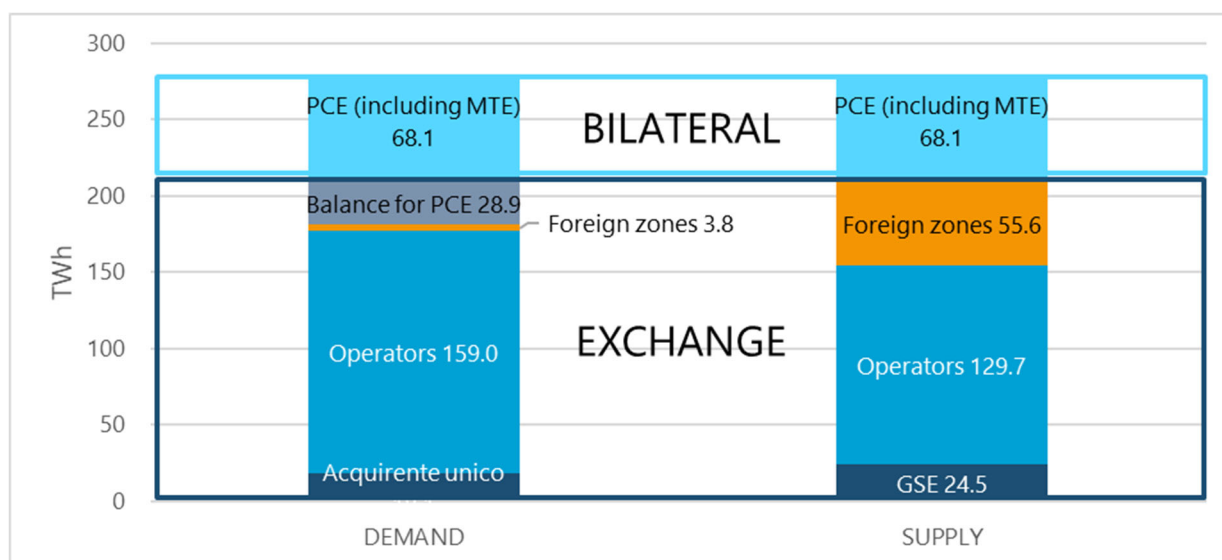 300
250
200
150
100
50
0
TWh
PCE (including MTE)
68.1
BILATERAL
PCE (including MTE)
68.1
Balance for PCE 28.9
Foreign zones 3.8
Foreign zones 55.6
EXCHANGE
Operators 159.0
Operators 129.7
Acquirente unico
GSE 24.5
DEMAND
SUPPLY